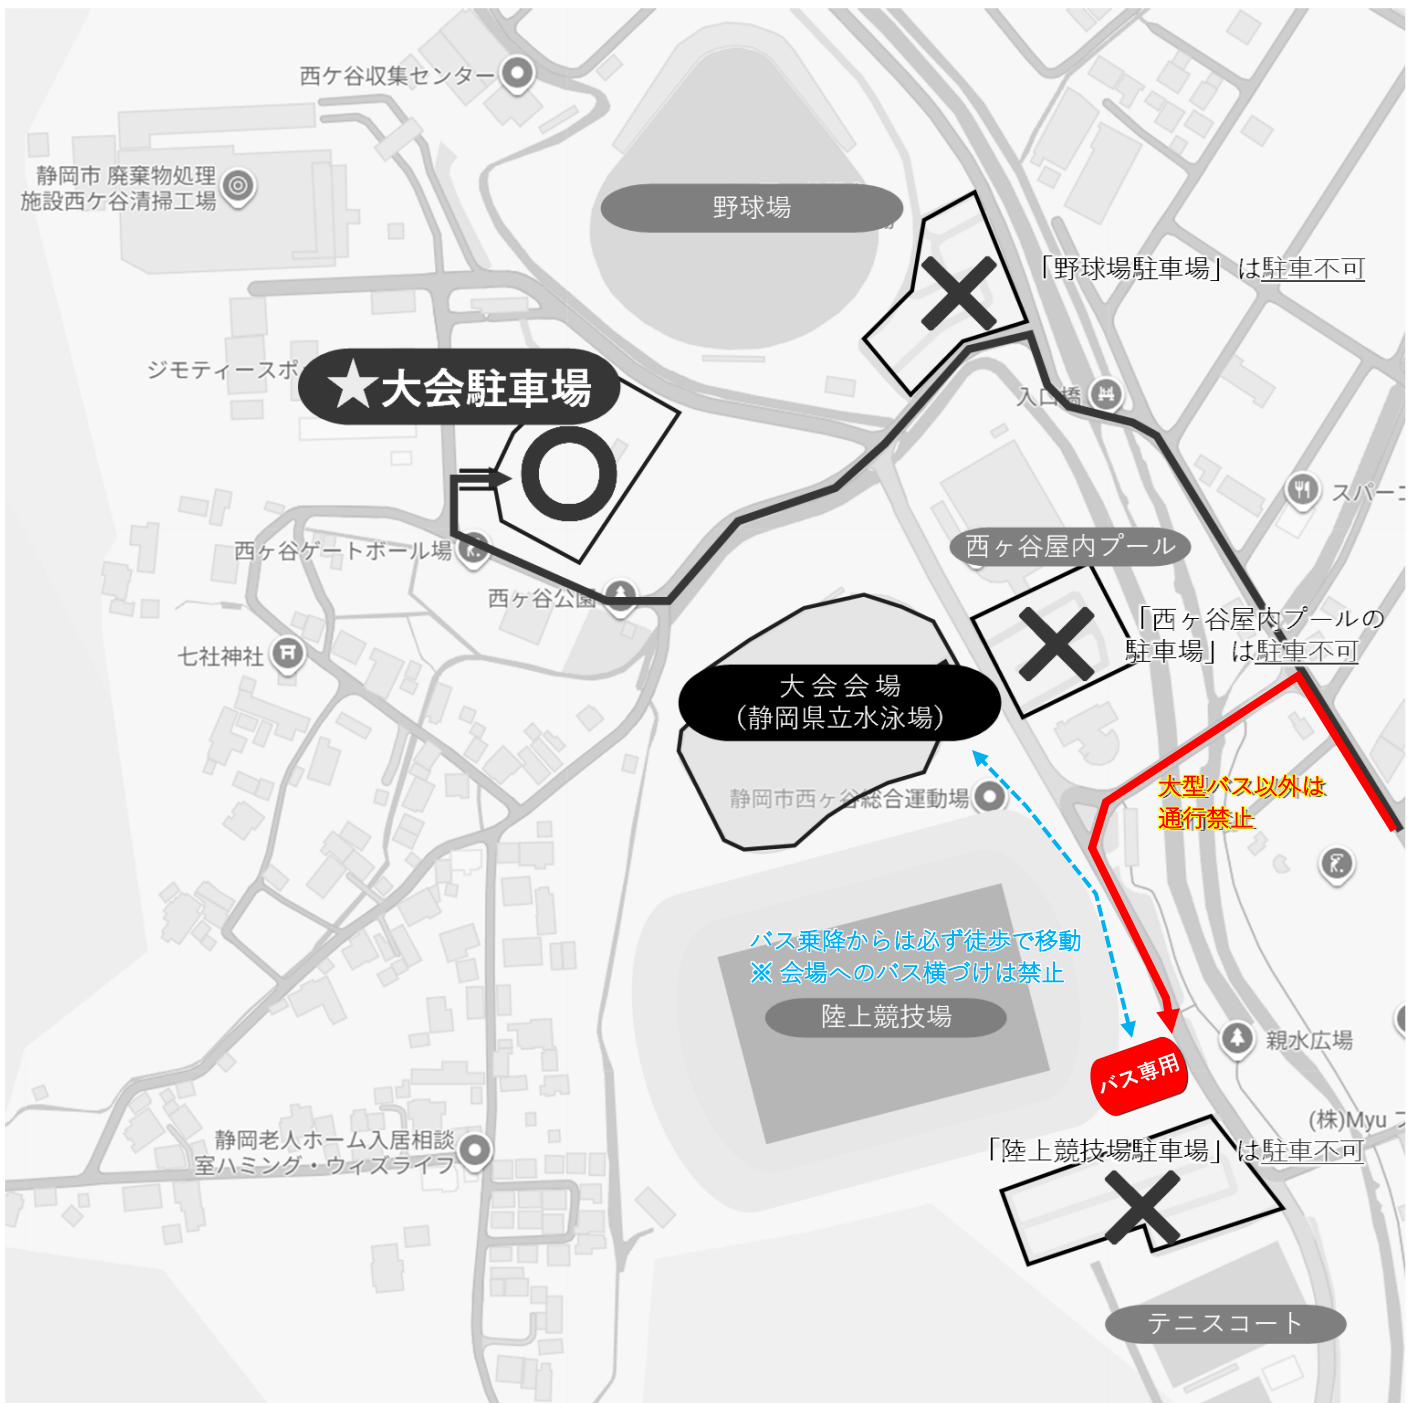 西ケ谷収集センター
静岡市 廃棄物処理
施設西ケ谷清掃工場
野球場
「野球場駐車場」は駐車不可
ジモティースポ
★大会駐車場
入口橋
スパーコ
西ヶ谷ゲートボール場
西ヶ谷屋内プール
西ヶ谷公園
「西ヶ谷屋内プールの
駐車場」は駐車不可
七社神社
大会会場
（静岡県立水泳場）
静岡市西ヶ谷総合運動場
大型バス以外は
通行禁止
バス乗降からは必ず徒歩で移動
※ 会場へのバス横づけは禁止
陸上競技場
親水広場
バス専用
(株)Myu
静岡老人ホーム入居相談
室ハミング・ウィズライフ
「陸上競技場駐車場」は駐車不可
テニスコート